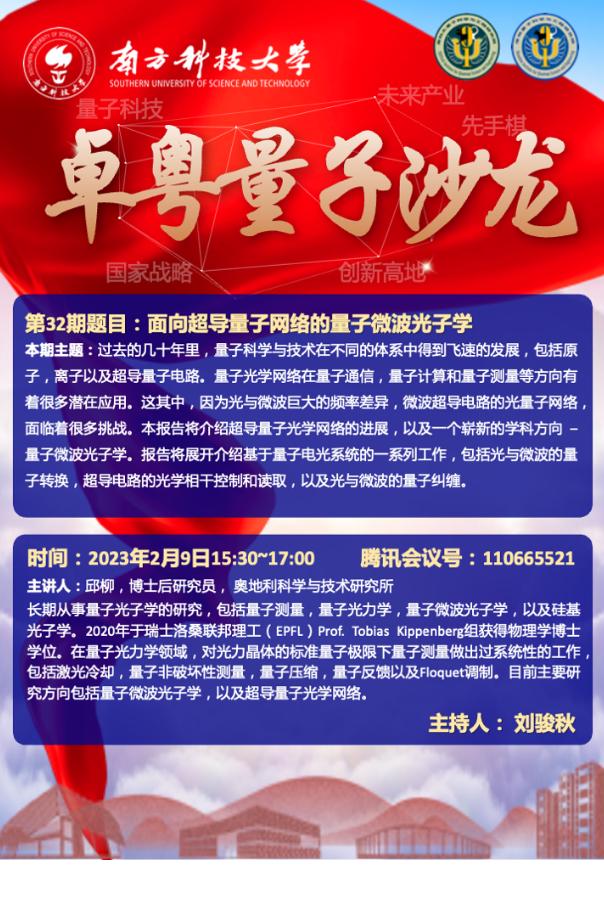 南方科技大学
SOUTHERN UNIVERSITY OF SCIENCE AND TECHNOLOGY
量子科技
未来产业
先手棋
卓粤量子沙龙
国家战略
创新高地
第32期题目：面向超导量子网络的量子微波光子学
本期主题：过去的几十年里，量子科学与技术在不同的体系中得到飞速的发展，包括原
子，离子以及超导量子电路。量子光学网络在量子通信，量子计算和量子测量等方向有
着很多潜在应用。这其中，因为光与微波巨大的频率差异，微波超导电路的光量子网络，
面临着很多挑战。本报告将介绍超导量子光学网络的进展，以及一个崭新的学科方向 –
量子微波光子学。报告将展开介绍基于量子电光系统的一系列工作，包括光与微波的量
子转换，超导电路的光学相干控制和读取，以及光与微波的量子纠缠。
时间：2023年2月9日15:30~17:00 腾讯会议号：110665521
主讲人：邱柳，博士后研究员， 奥地利科学与技术研究所
长期从事量子光子学的研究，包括量子测量，量子光力学，量子微波光子学，以及硅基
光子学。2020年于瑞士洛桑联邦理工（EPFL）Prof. Tobias Kippenberg组获得物理学博士
学位。在量子光力学领域，对光力晶体的标准量子极限下量子测量做出过系统性的工作，
包括激光冷却，量子非破坏性测量，量子压缩，量子反馈以及Floquet调制。目前主要研
究方向包括量子微波光子学，以及超导量子光学网络。
主持人： 刘骏秋